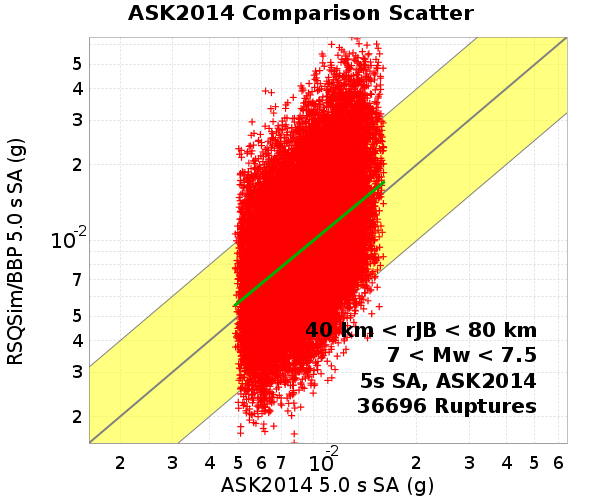 ASK2014 Comparison Scatter
RSQSim/BBP 5.0 s SA (g)
5
4
3
2
10-2
7
5
4
3
2
40 km < rJB < 80 km
7 < Mw < 7.5
5s SA, ASK2014
36696 Ruptures
2 3 4 5 6 7 10-2 2 3 4 5 6
ASK2014 5.0 s SA (g)